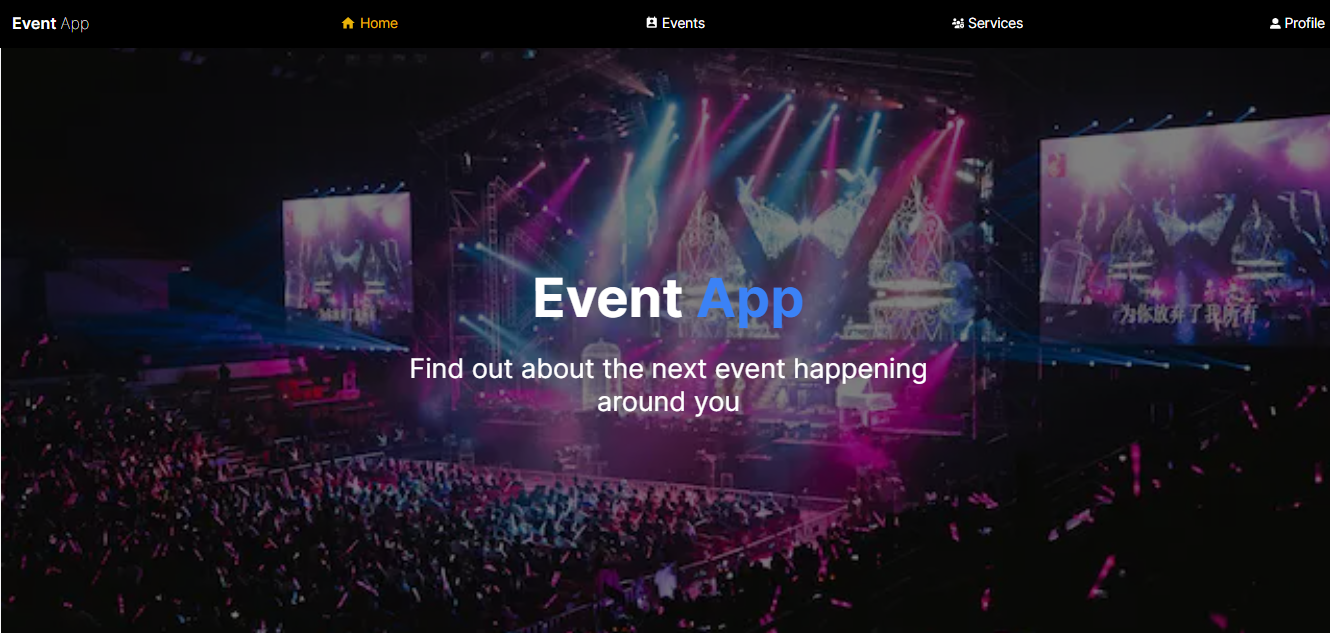 Event App
Home
Events
Services
Profile
Event App
Find out about the next event happening
around you
为你放弃了我所有